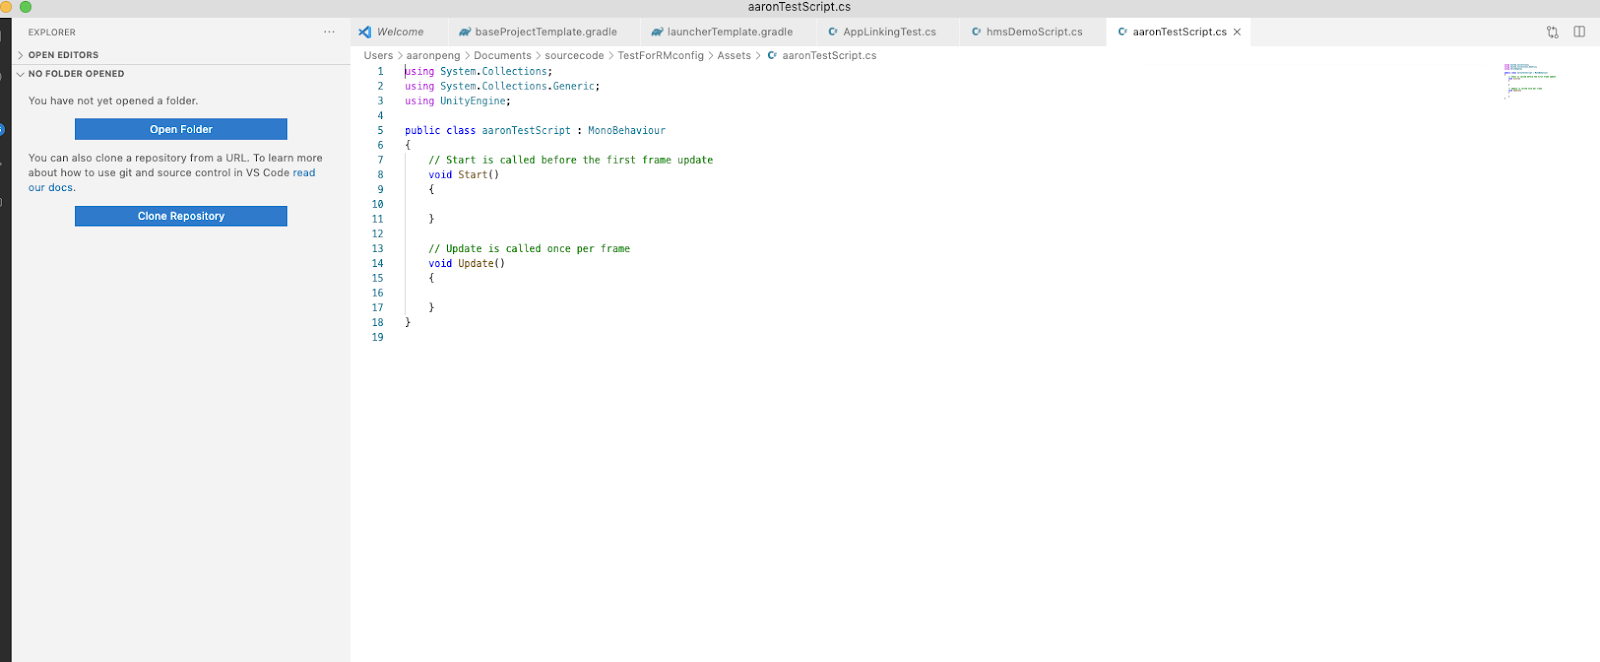 aaronTestScript.cs
EXPLORER ···
OPEN EDITORS
NO FOLDER OPENED
You have not yet opened a folder.
Open Folder
You can also clone a repository from a URL. To learn more
about how to use git and source control in VS Code read
our docs.
Clone Repository
Welcome baseProjectTemplate.gradle launcherTemplate.gradle AppLinkingTest.cs hmsDemoScript.cs aaronTestScript.cs
Users > aaronpeng > Documents > sourcecode > TestForRMconfig > Assets > aaronTestScript.cs
1 using System.Collections;
2 using System.Collections.Generic;
3 using UnityEngine;
4
5 public class aaronTestScript : MonoBehaviour
6 {
7 // Start is called before the first frame update
8 void Start()
9 {
10
11 }
12
13 // Update is called once per frame
14 void Update()
15 {
16
17 }
18 }
19